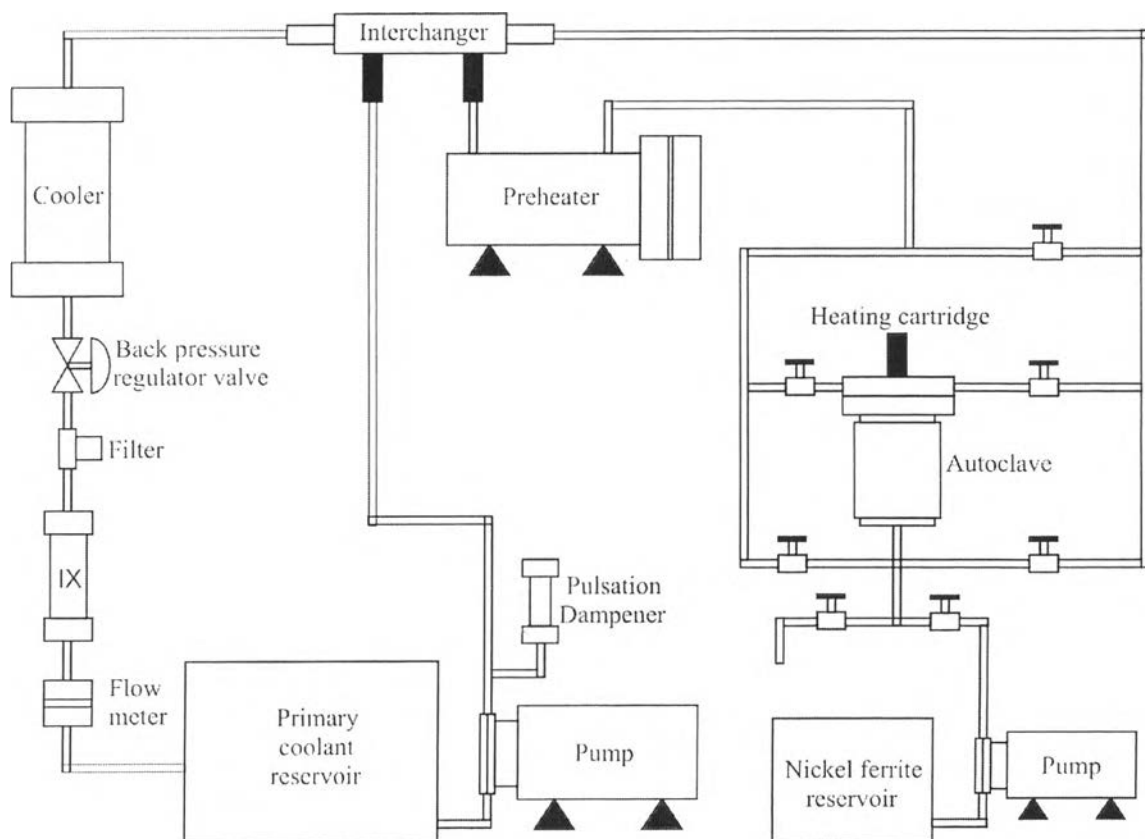 Interchanger
Cooler
Preheater
Heating cartridge
Back pressure
regulator valve
Filter
Autoclave
IX
Pulsation
Dampener
Flow
meter
Primary
coolant
reservoir
Pump
Nickel ferrite
reservoir
Pump